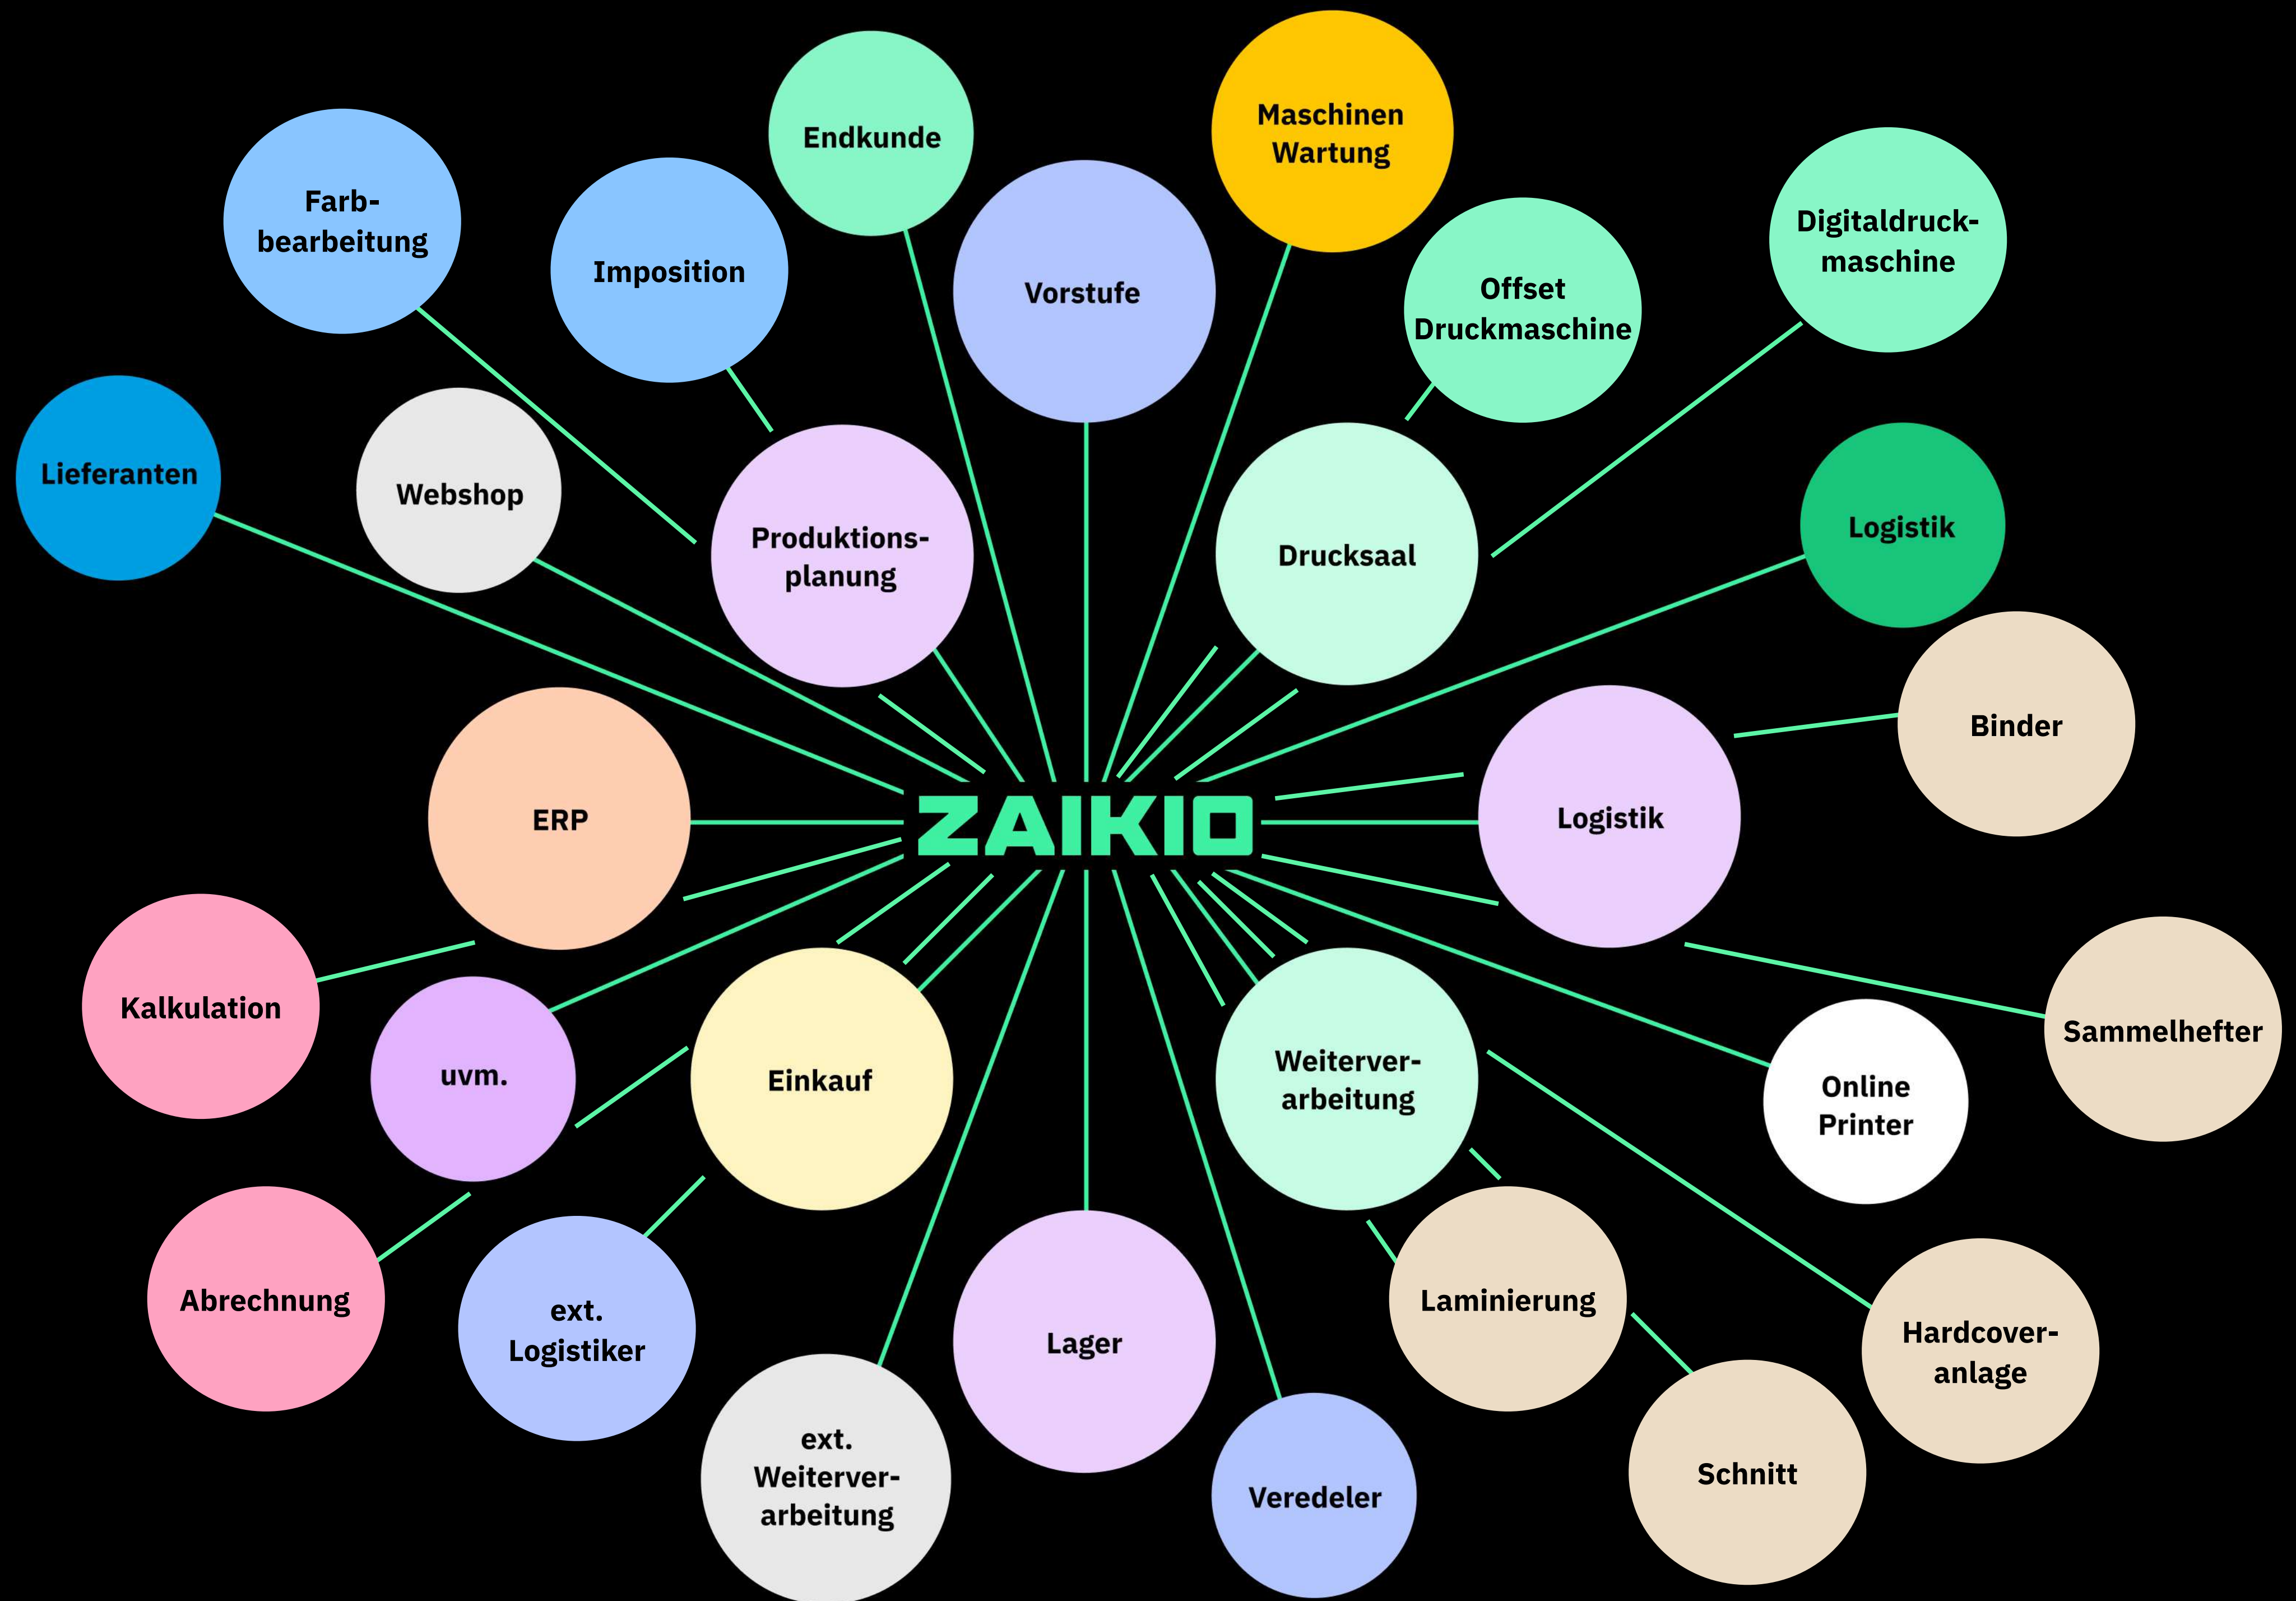 Endkunde
Maschinen
Wartung
Farb-
bearbeitung
Imposition
Vorstufe
Offset
Druckmaschine
Digitaldruck-
maschine
Lieferanten
Webshop
Produktions-
planung
Drucksaal
Logistik
Binder
ERP
ZAIKIO
Logistik
Kalkulation
uvm.
Einkauf
Weiterver-
arbeitung
Online
Printer
Sammelhefter
Abrechnung
ext.
Logistiker
Lager
Laminierung
Hardcover-
anlage
ext.
Weiterver-
arbeitung
Veredeler
Schnitt